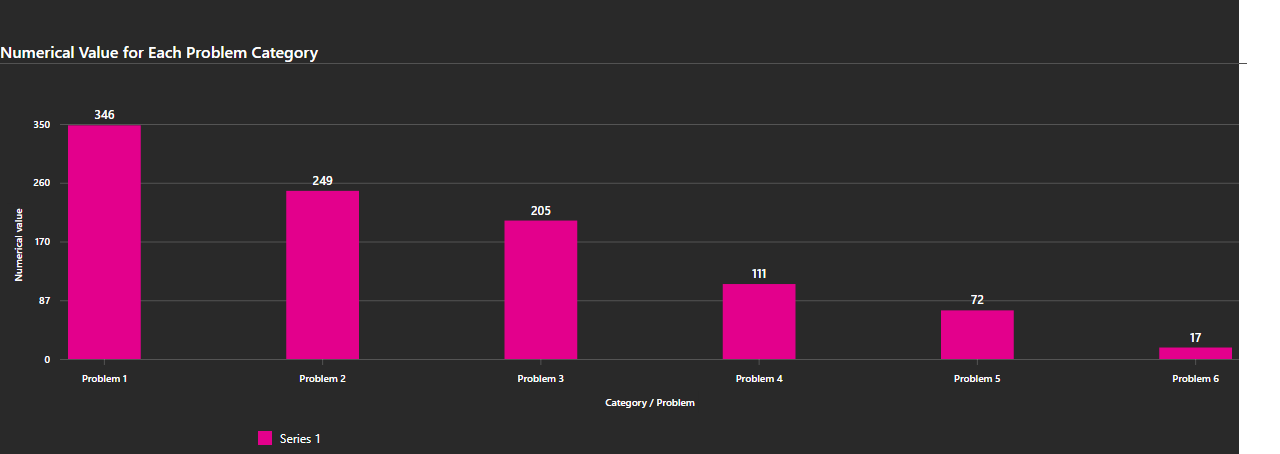 Numerical Value for Each Problem Category
346
350
249
260
205
Numerical value
170
111
87
72
17
0
Problem 1 Problem 2 Problem 3 Problem 4 Problem 5 Problem 6
Category / Problem
Series 1